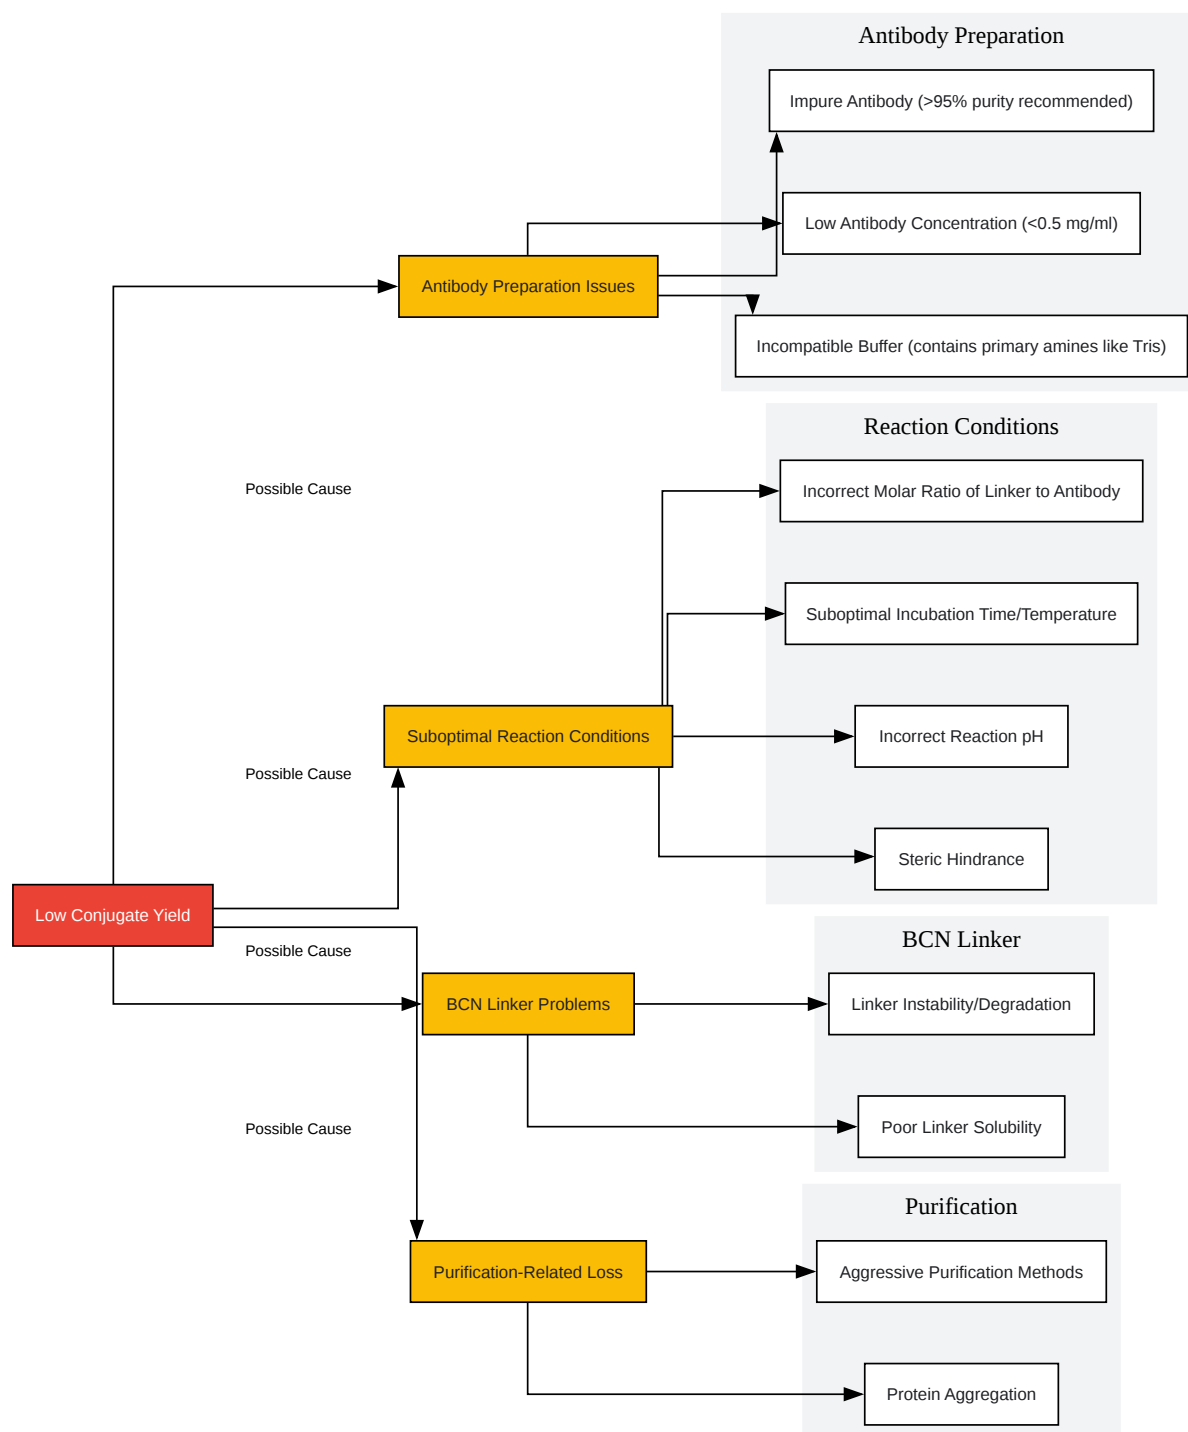 Antibody Preparation
Impure Antibody (>95% purity recommended)
Low Antibody Concentration (<0.5 mg/ml)
Antibody Preparation Issues
Incompatible Buffer (contains primary amines like Tris)
Reaction Conditions
Possible Cause
Incorrect Molar Ratio of Linker to Antibody
Suboptimal Incubation Time/Temperature
Suboptimal Reaction Conditions
Incorrect Reaction pH
Possible Cause
Steric Hindrance
Low Conjugate Yield
BCN Linker
Possible Cause
BCN Linker Problems
Linker Instability/Degradation
Possible Cause
Poor Linker Solubility
Purification
Purification-Related Loss
Aggressive Purification Methods
Protein Aggregation